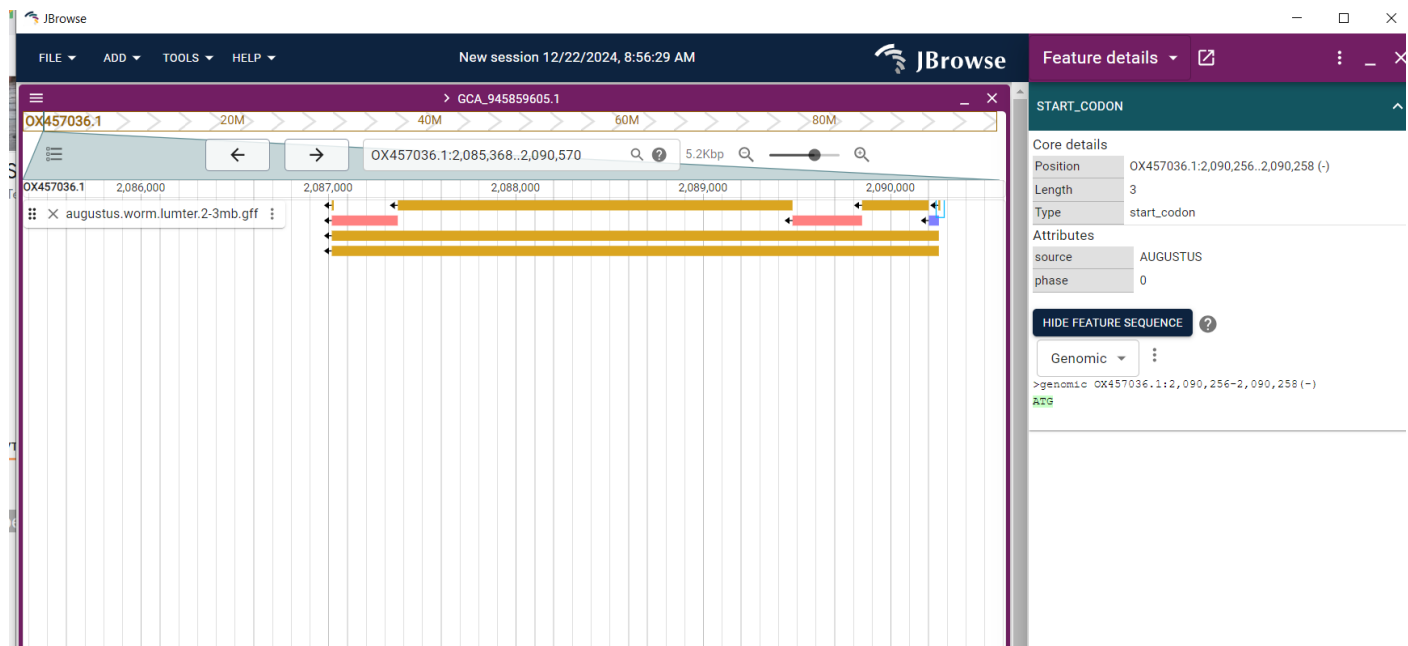 JBrowse
FILE ADD TOOLS HELP New session 12/22/2024, 8:56:29 AM JBrowse
> GCA_945859605.1
OX457036.1 20M 40M 60M 80M
OX457036.1:2,085,368..2,090,570 5.2Kbp
OX457036.1 2,086,000 2,087,000 2,088,000 2,089,000 2,090,000
augustus.worm.lumter.2-3mb.gff
Feature details
START_CODON
Core details
Position OX457036.1:2,090,256..2,090,258 (-)
Length 3
Type start_codon
Attributes
source AUGUSTUS
phase 0
HIDE FEATURE SEQUENCE
Genomic
>genomic OX457036.1:2,090,256-2,090,258(-)
ATG